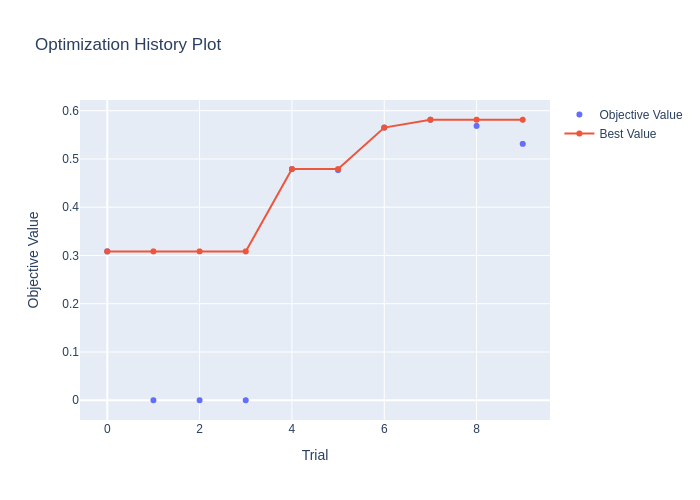 Optimization History Plot
Objective Value
Best Value
0.6
0.5
0.4
0.3
0.2
0.1
0
Objective Value
0 2 4 6 8
Trial